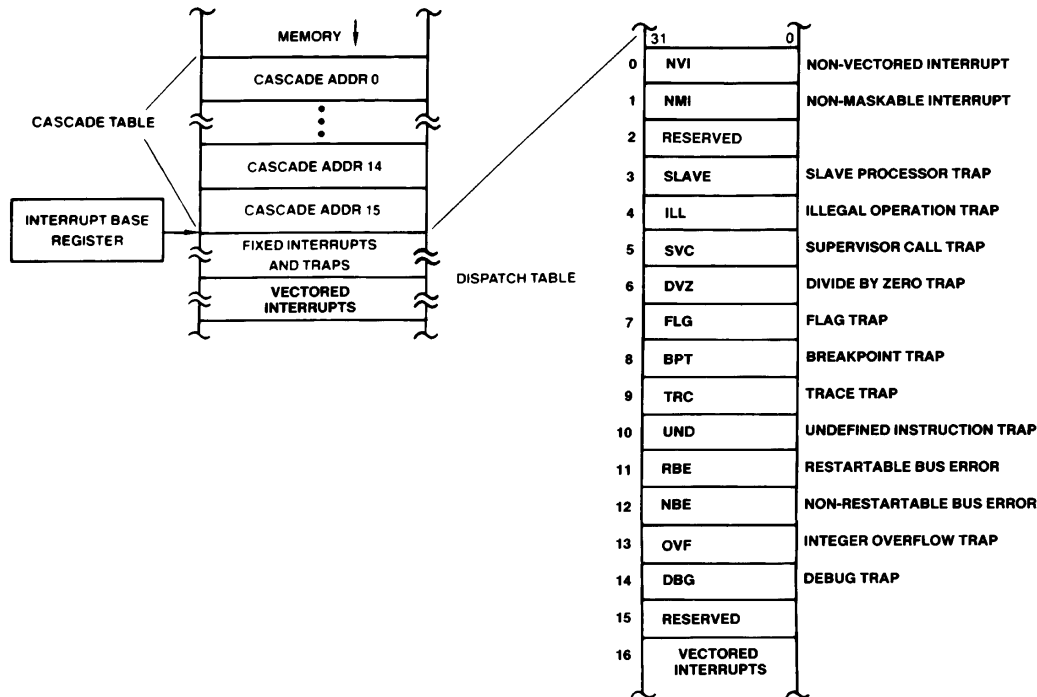 MEMORY
CASCADE ADDR 0
CASCADE TABLE
CASCADE ADDR 14
CASCADE ADDR 15
INTERRUPT BASE
REGISTER
FIXED INTERRUPTS
AND TRAPS
VECTORED
INTERRUPTS
DISPATCH TABLE
31 0
0 NVI NON-VECTORED INTERRUPT
1 NMI NON-MASKABLE INTERRUPT
2 RESERVED
3 SLAVE SLAVE PROCESSOR TRAP
4 ILL ILLEGAL OPERATION TRAP
5 SVC SUPERVISOR CALL TRAP
6 DVZ DIVIDE BY ZERO TRAP
7 FLG FLAG TRAP
8 BPT BREAKPOINT TRAP
9 TRC TRACE TRAP
10 UND UNDEFINED INSTRUCTION TRAP
11 RBE RESTARTABLE BUS ERROR
12 NBE NON-RESTARTABLE BUS ERROR
13 OVF INTEGER OVERFLOW TRAP
14 DBG DEBUG TRAP
15 RESERVED
16 VECTORED
INTERRUPTS